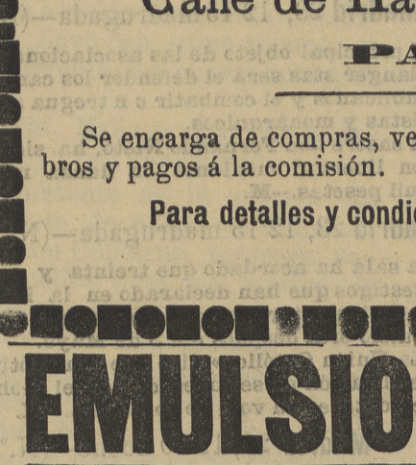 Calle de Ha
PA
Se encarga de compras, ve
bros y pagos á la comisión.
Para detalles y condi
EMULSIO